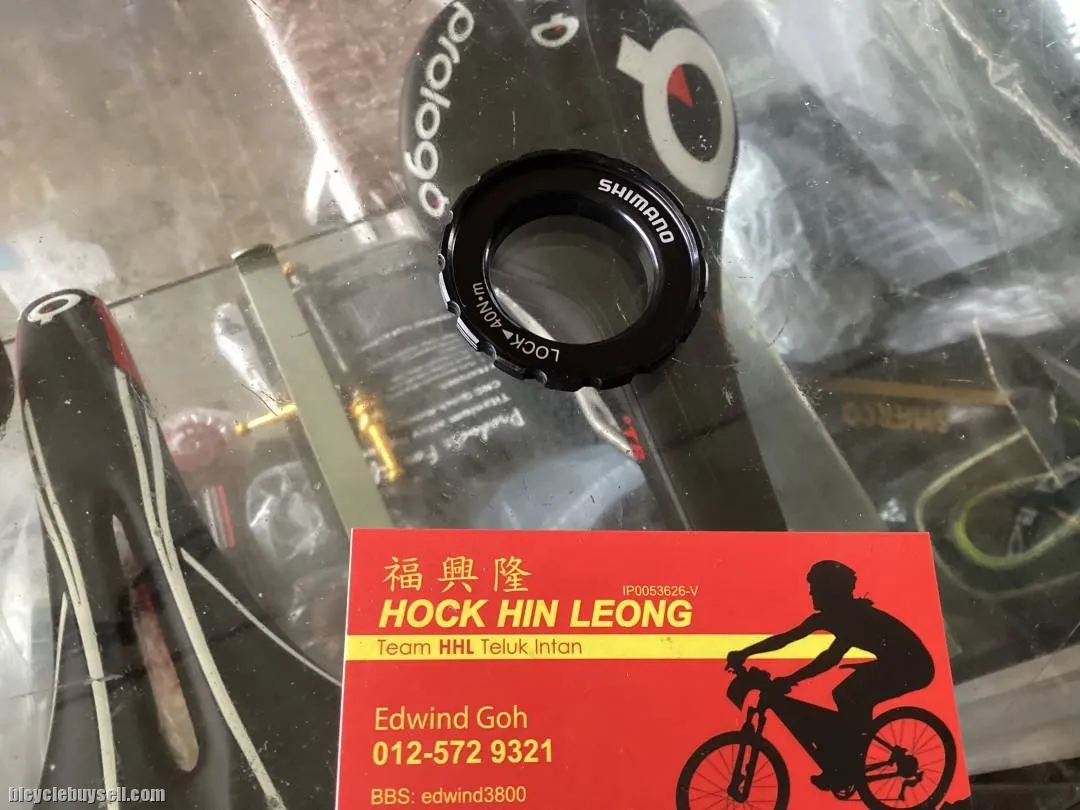 prologo
SHIMANO
LOCK▶40N·m
福興隆
IP0053626-V
HOCK HIN LEONG
Team HHL Teluk Intan
Edwind Goh
012-572 9321
BBS: edwind3800
bicyclebuysell.com